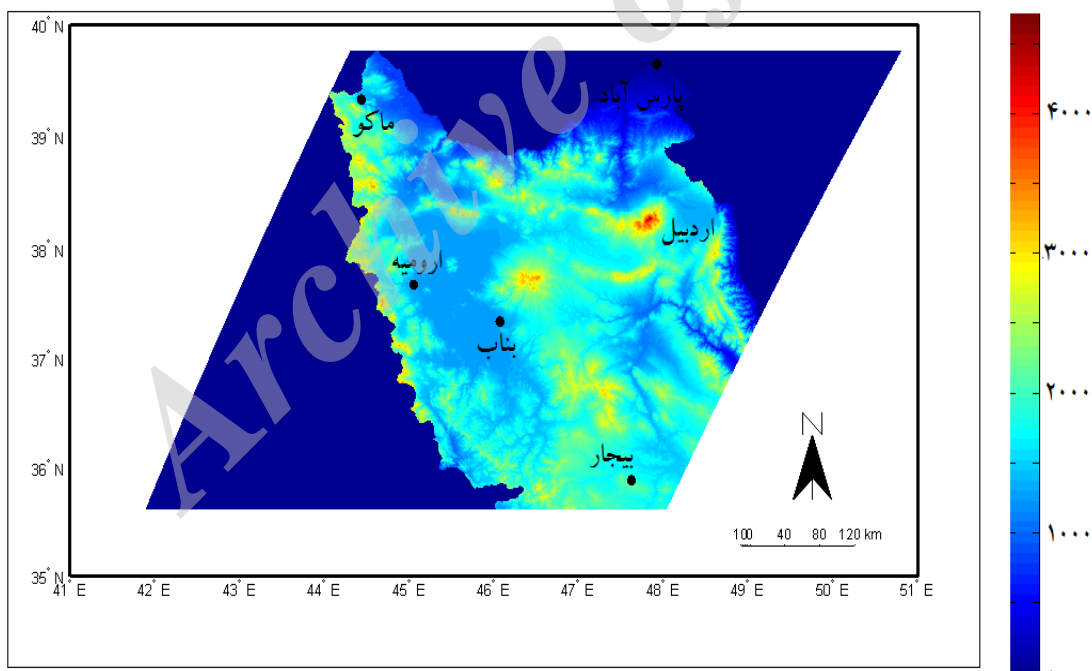 40° N
39° N
38° N
37° N
36° N
35° N
41° E 42° E 43° E 44° E 45° E 46° E 47° E 48° E 49° E 50° E 51° E
پارس آباد
ماکو
اردبیل
ارومیه
بناب
بیجار
N
40 80 120 km
۴۰۰۰
۳۰۰۰
۲۰۰۰
۱۰۰۰
Archive of